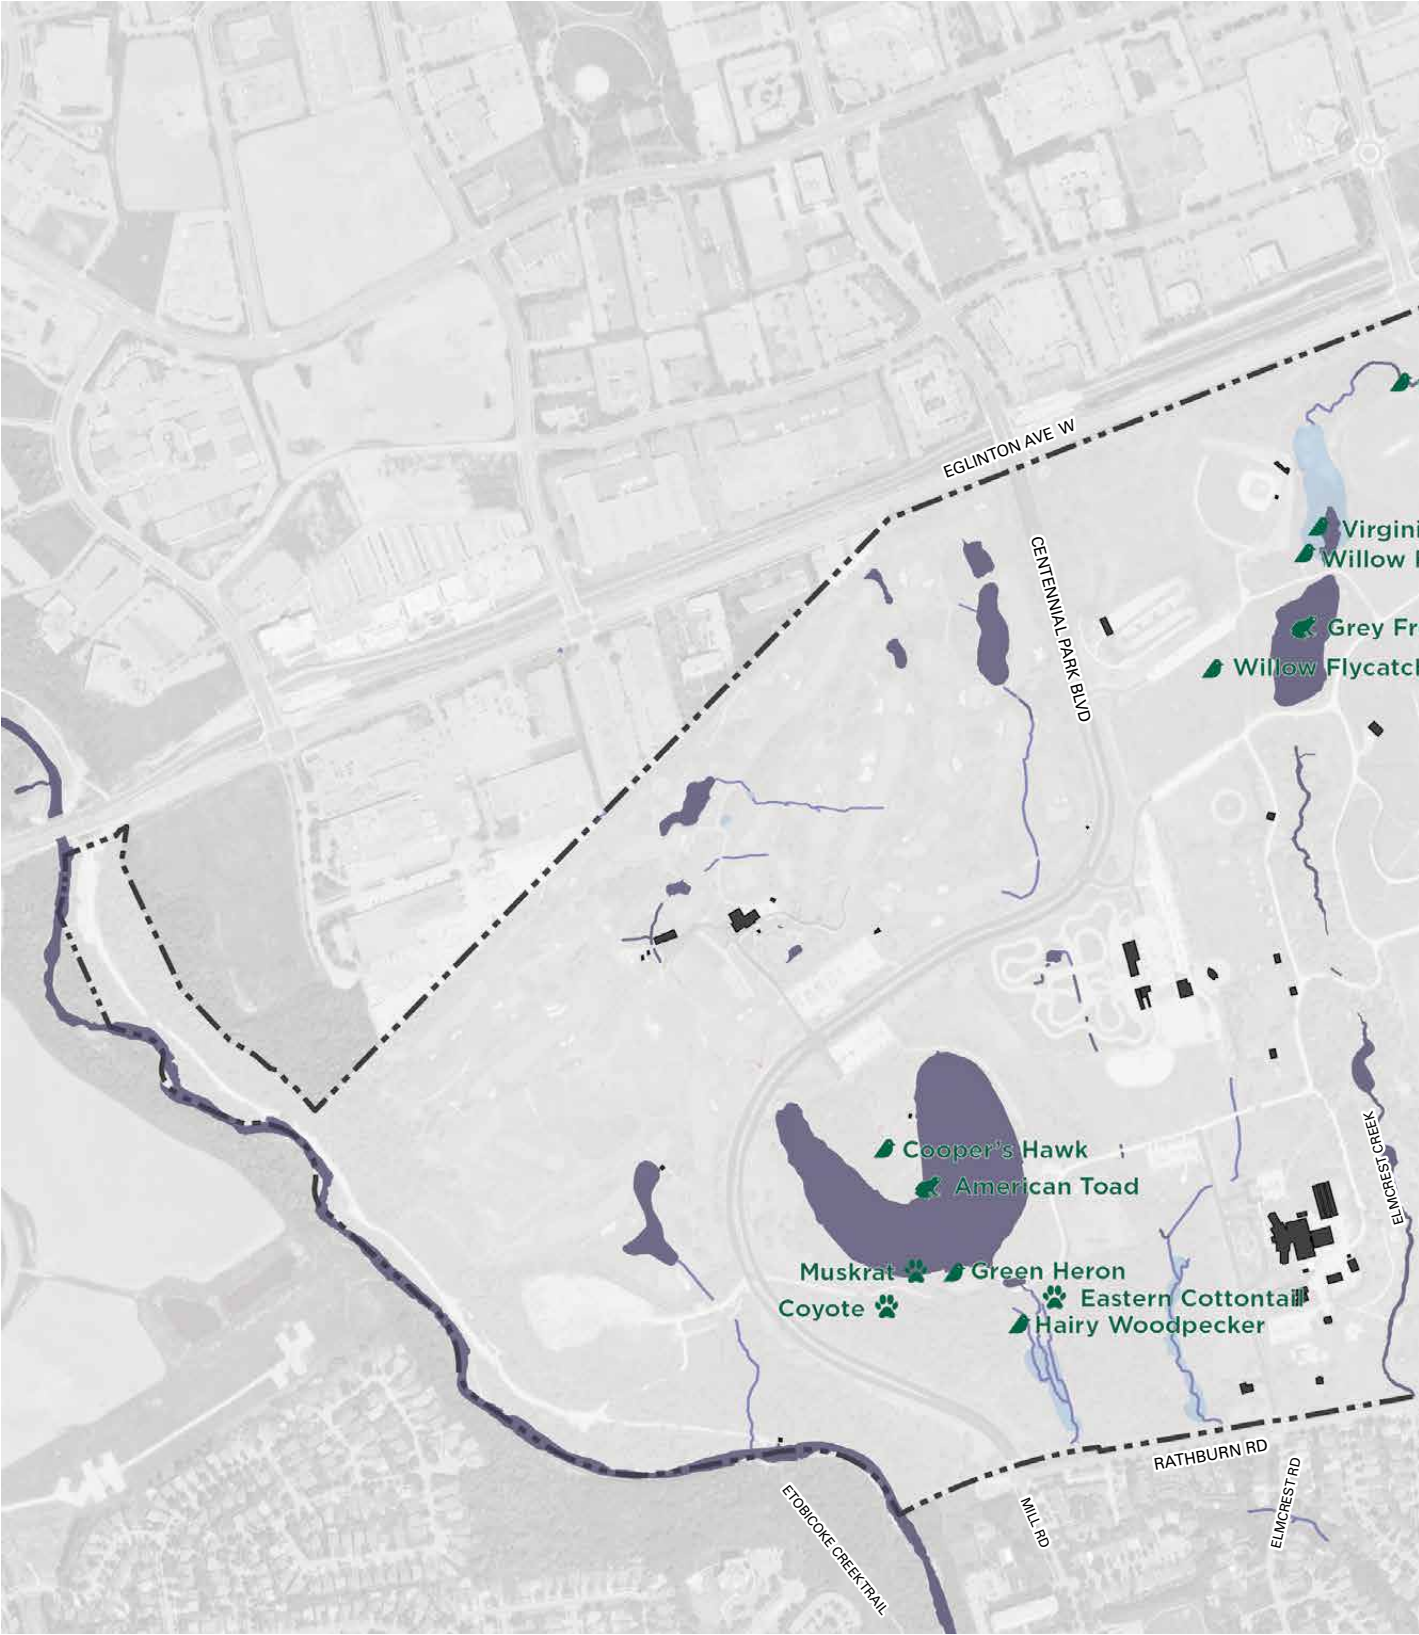 EGLINTON AVE W
CENTENNIAL PARK BLVD
Virgini
Willow
Grey Fr
Willow Flycatc
Cooper's Hawk
American Toad
ELMCREST CREEK
Muskrat
Green Heron
Coyote
Eastern Cottontail
Hairy Woodpecker
RATHBURN RD
ETOBICOKE CREEK TRAIL
MILL RD
ELMCREST RD